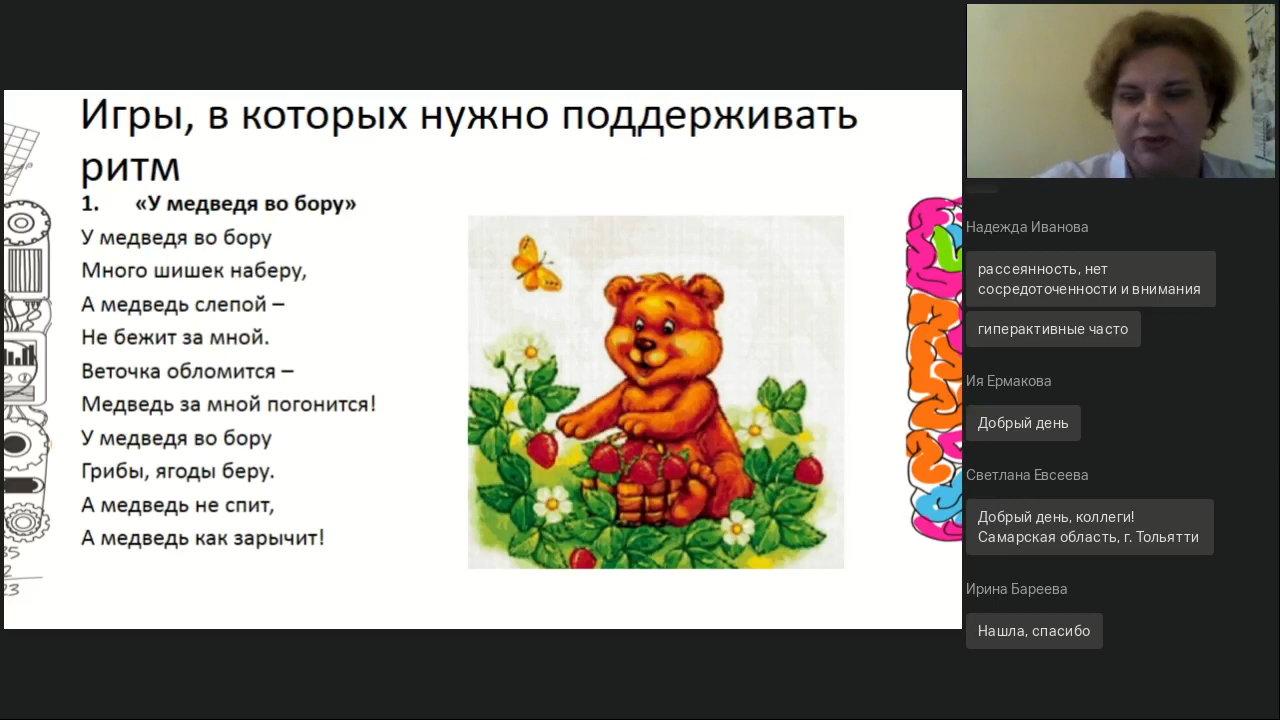 Игры, в которых нужно поддерживать
ритм
1. «У медведя во бору»
У медведя во бору
Много шишек наберу,
А медведь слепой –
Не бежит за мной.
Веточка обломится –
Медведь за мной погонится!
У медведя во бору
Грибы, ягоды беру.
А медведь не спит,
А медведь как зарычит!
Надежда Иванова
рассеянность, нет
сосредоточенности и внимания
гиперактивные часто
Ия Ермакова
Добрый день
Светлана Евсеева
Добрый день, коллеги!
Самарская область, г. Тольятти
Ирина Бареева
Нашла, спасибо